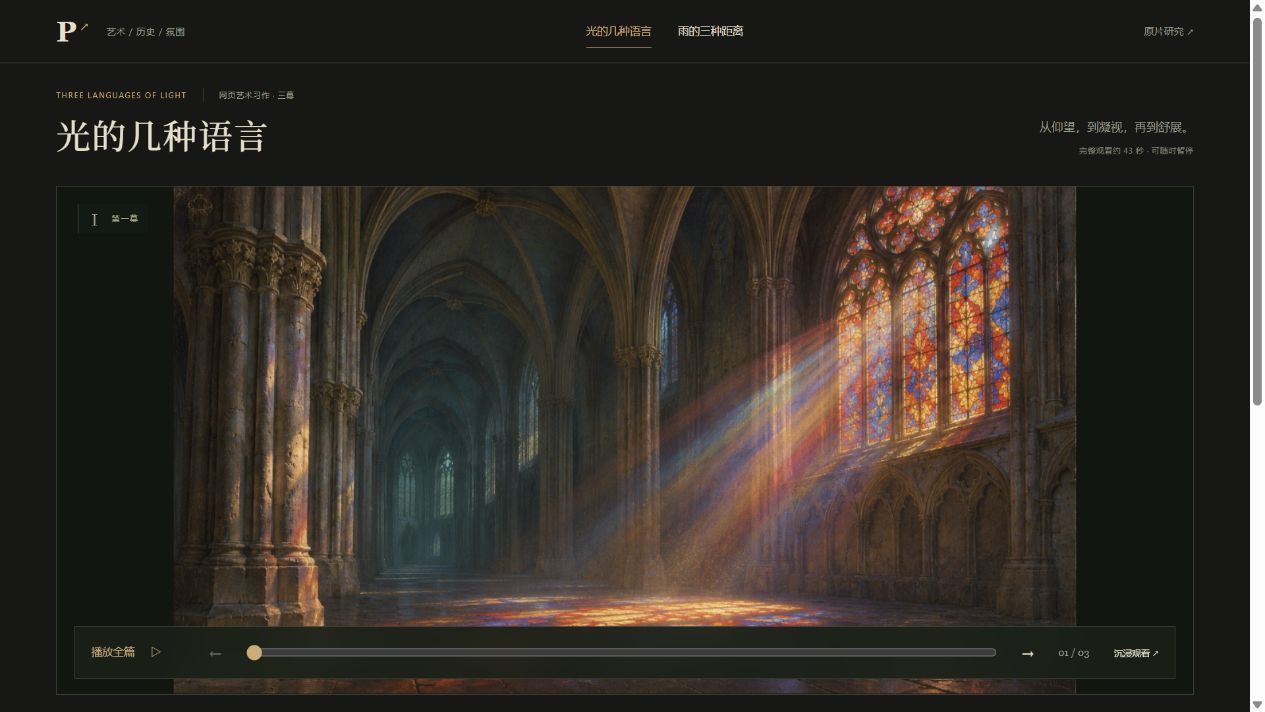 P↗
艺术 / 历史 / 氛围
光的几种语言
雨的三种距离
原片研究 ↗
THREE LANGUAGES OF LIGHT
网页艺术习作 · 三幕
光的几种语言
从仰望，到凝视，再到舒展。
完整观看约 43 秒 · 可随时暂停
I 第一幕
播放全篇 ▷
←
→
01 / 03
沉浸观看 ↗